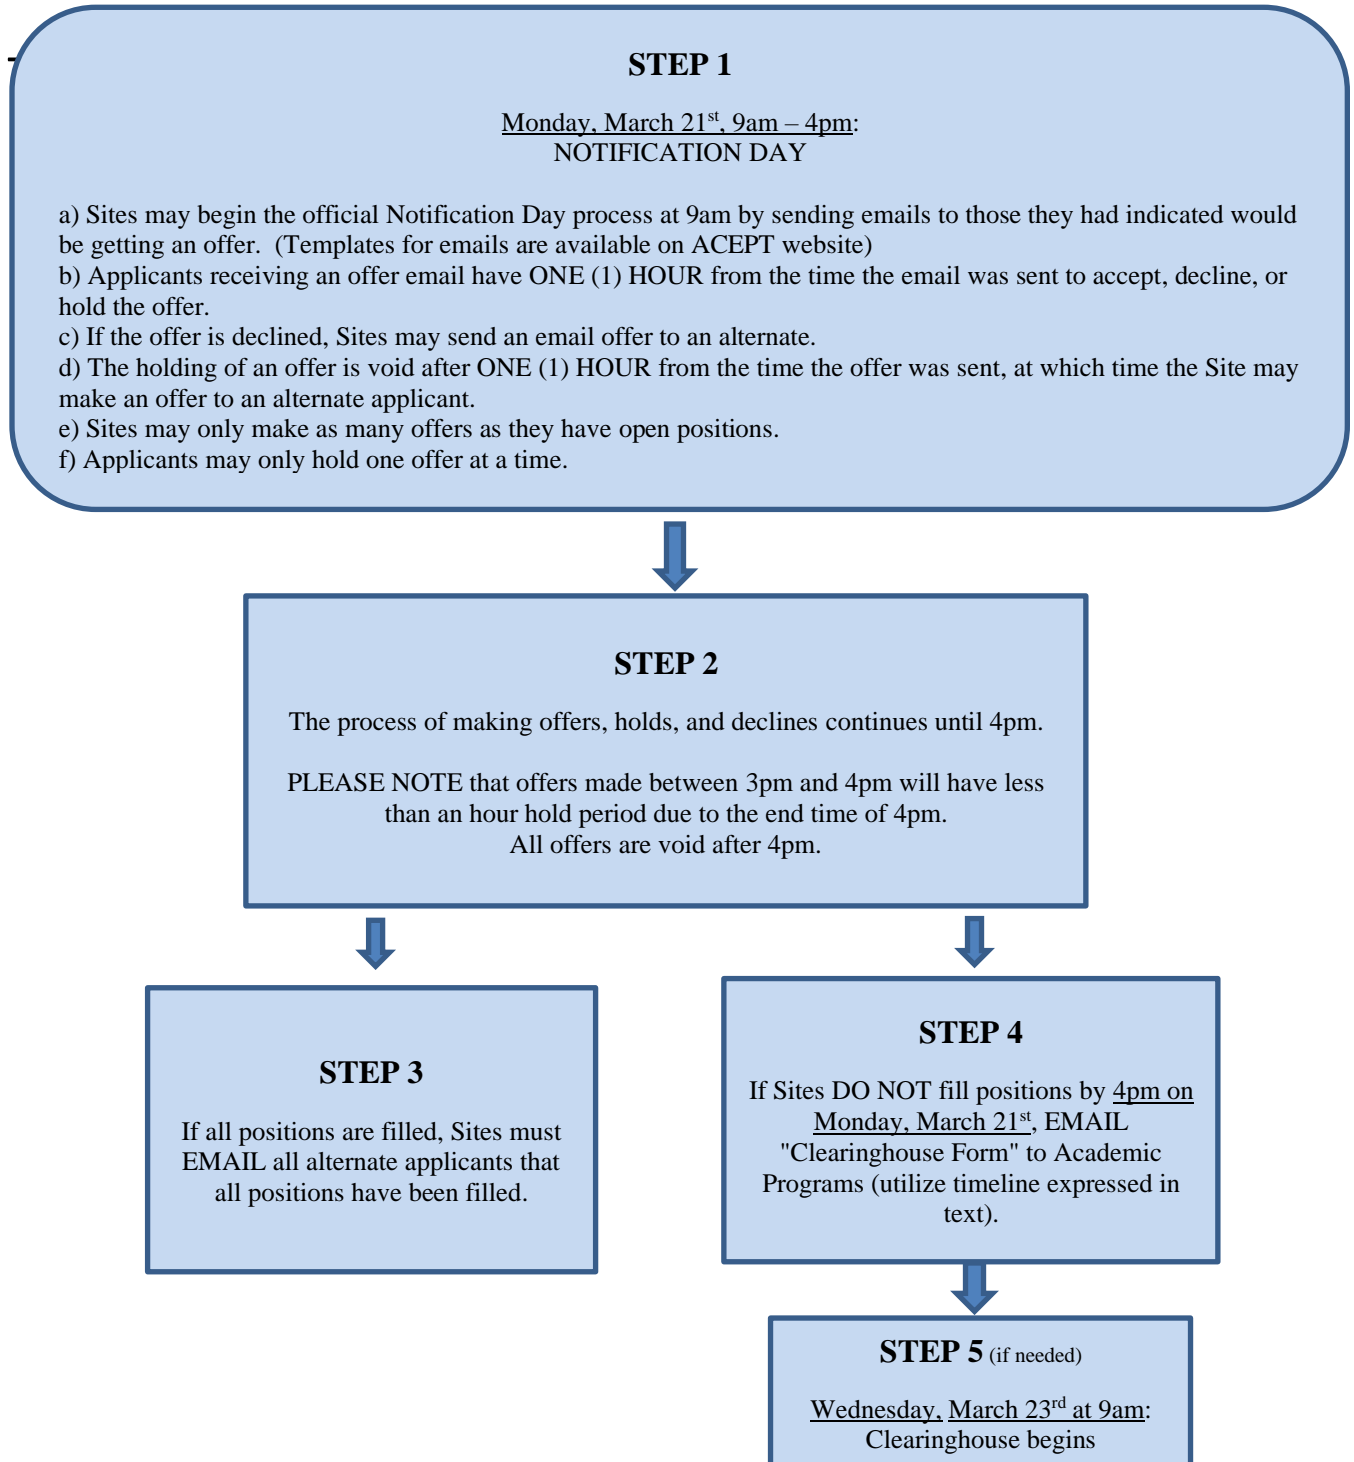 STEP 1
Monday, March 21st, 9am – 4pm:
NOTIFICATION DAY
a) Sites may begin the official Notification Day process at 9am by sending emails to those they had indicated would
be getting an offer.  (Templates for emails are available on ACEPT website)
b) Applicants receiving an offer email have ONE (1) HOUR from the time the email was sent to accept, decline, or
hold the offer.
c) If the offer is declined, Sites may send an email offer to an alternate.
d) The holding of an offer is void after ONE (1) HOUR from the time the offer was sent, at which time the Site may
make an offer to an alternate applicant.
e) Sites may only make as many offers as they have open positions.
f) Applicants may only hold one offer at a time.
STEP 2
The process of making offers, holds, and declines continues until 4pm.
PLEASE NOTE that offers made between 3pm and 4pm will have less
than an hour hold period due to the end time of 4pm.
All offers are void after 4pm.
STEP 3
If all positions are filled, Sites must
EMAIL all alternate applicants that
all positions have been filled.
STEP 4
If Sites DO NOT fill positions by 4pm on
Monday, March 21st, EMAIL
"Clearinghouse Form" to Academic
Programs (utilize timeline expressed in
text).
STEP 5 (if needed)
Wednesday, March 23rd at 9am:
Clearinghouse begins